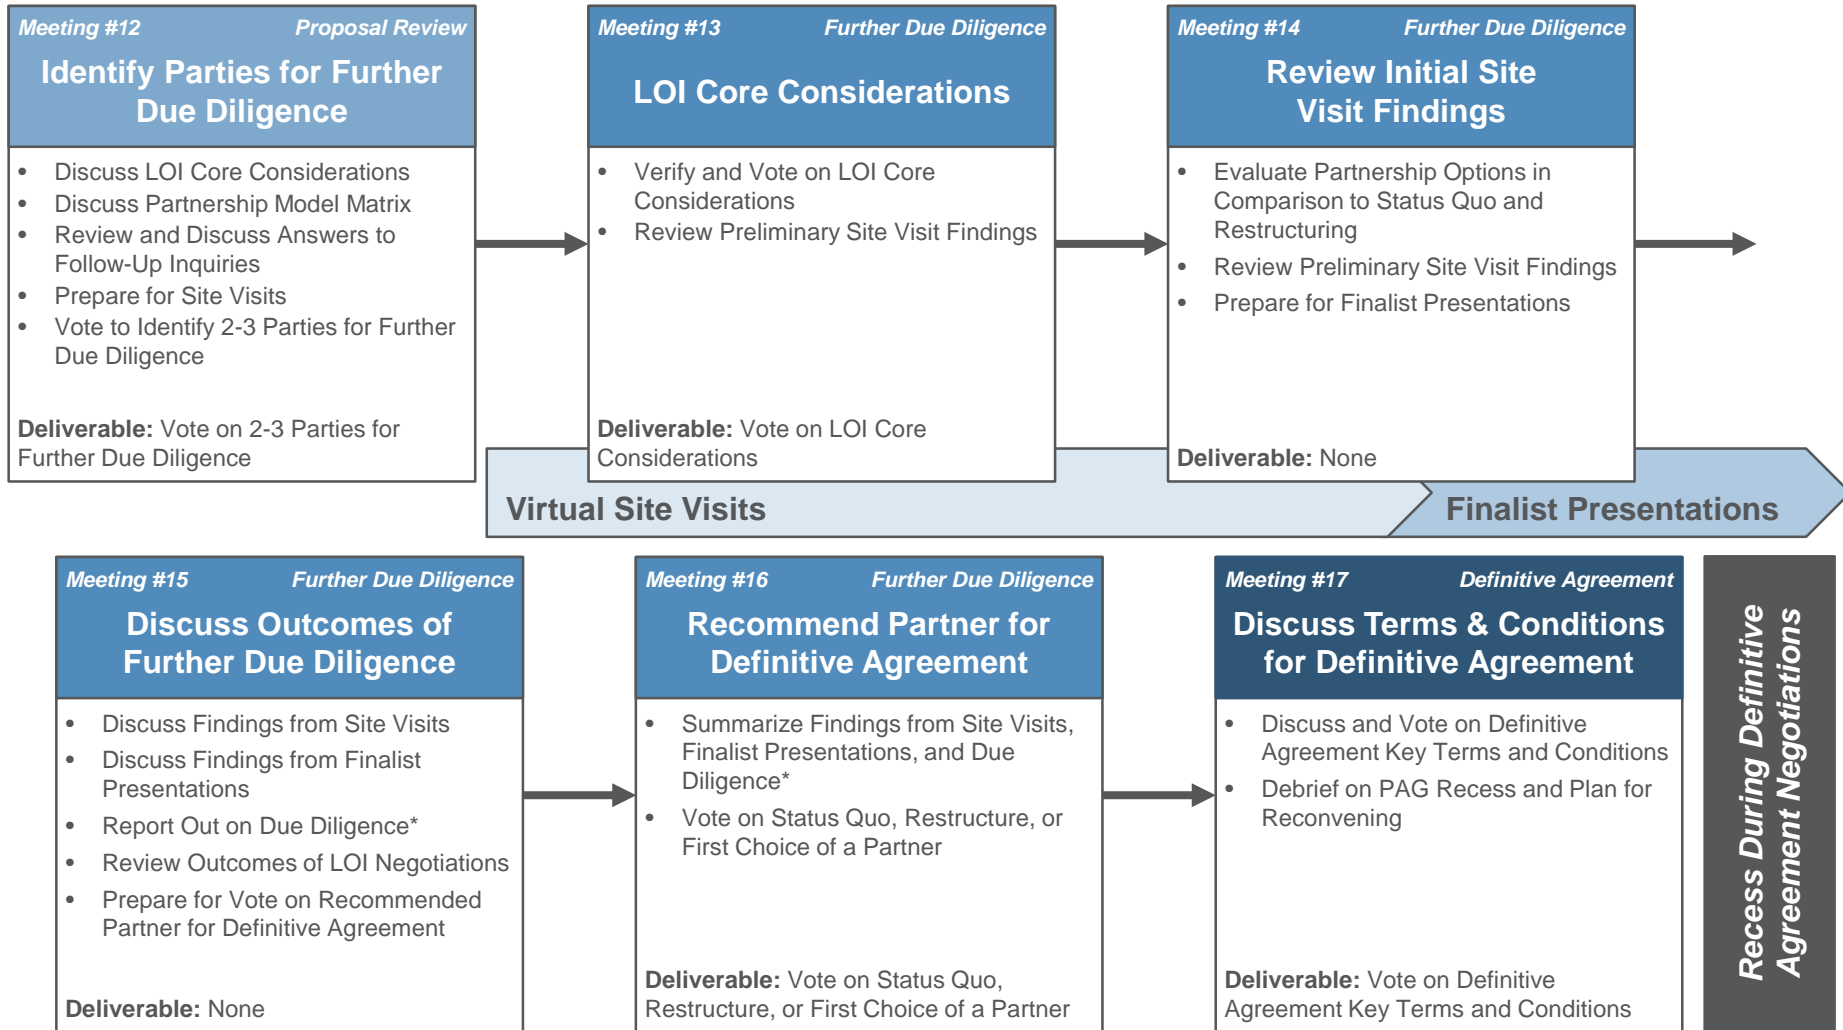 Meeting #12 Proposal Review
Identify Parties for Further
Due Diligence
• Discuss LOI Core Considerations
• Discuss Partnership Model Matrix
• Review and Discuss Answers to
Follow-Up Inquiries
• Prepare for Site Visits
• Vote to Identify 2-3 Parties for Further
Due Diligence
Deliverable: Vote on 2-3 Parties for
Further Due Diligence
Meeting #13 Further Due Diligence
LOI Core Considerations
• Verify and Vote on LOI Core
Considerations
• Review Preliminary Site Visit Findings
Deliverable: Vote on LOI Core
Considerations
Meeting #14 Further Due Diligence
Review Initial Site
Visit Findings
• Evaluate Partnership Options in
Comparison to Status Quo and
Restructuring
• Review Preliminary Site Visit Findings
• Prepare for Finalist Presentations
Deliverable: None
Virtual Site Visits
Finalist Presentations
Meeting #15 Further Due Diligence
Discuss Outcomes of
Further Due Diligence
• Discuss Findings from Site Visits
• Discuss Findings from Finalist
Presentations
• Report Out on Due Diligence*
• Review Outcomes of LOI Negotiations
• Prepare for Vote on Recommended
Partner for Definitive Agreement
Deliverable: None
Meeting #16 Further Due Diligence
Recommend Partner for
Definitive Agreement
• Summarize Findings from Site Visits,
Finalist Presentations, and Due
Diligence*
• Vote on Status Quo, Restructure, or
First Choice of a Partner
Deliverable: Vote on Status Quo,
Restructure, or First Choice of a Partner
Meeting #17 Definitive Agreement
Discuss Terms & Conditions
for Definitive Agreement
• Discuss and Vote on Definitive
Agreement Key Terms and Conditions
• Debrief on PAG Recess and Plan for
Reconvening
Deliverable: Vote on Definitive
Agreement Key Terms and Conditions
Recess During Definitive
Agreement Negotiations